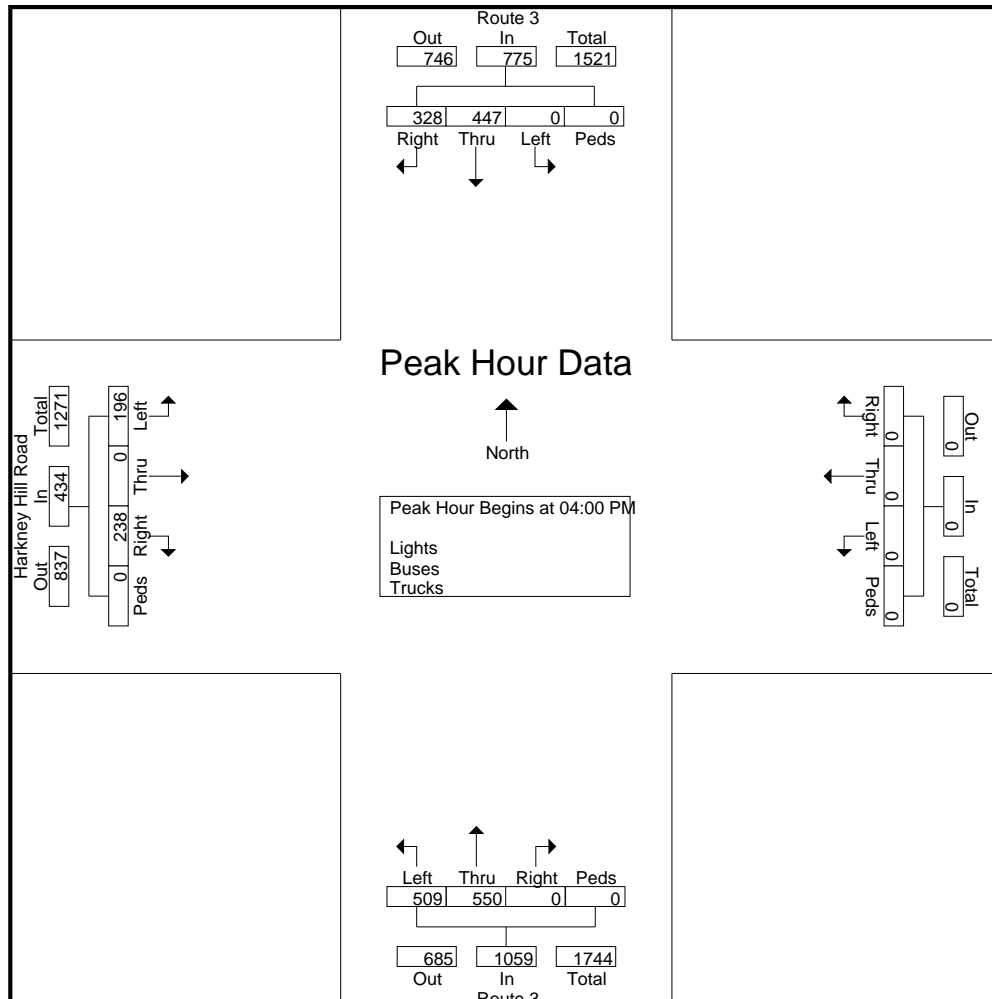 Route 3
Out In Total
746 775 1521
328 447 0 0
Right Thru Left Peds
Peak Hour Data
North
Peak Hour Begins at 04:00 PM
Lights
Buses
Trucks
Harkney Hill Road
Out In Total
837 434 1271
196 0 238 0
Left Thru Right Peds
Out In Total
0 0 0
0 0 0 0
Right Thru Left Peds
Left Thru Right Peds
509 550 0 0
685 1059 1744
Out In Total
Route 3